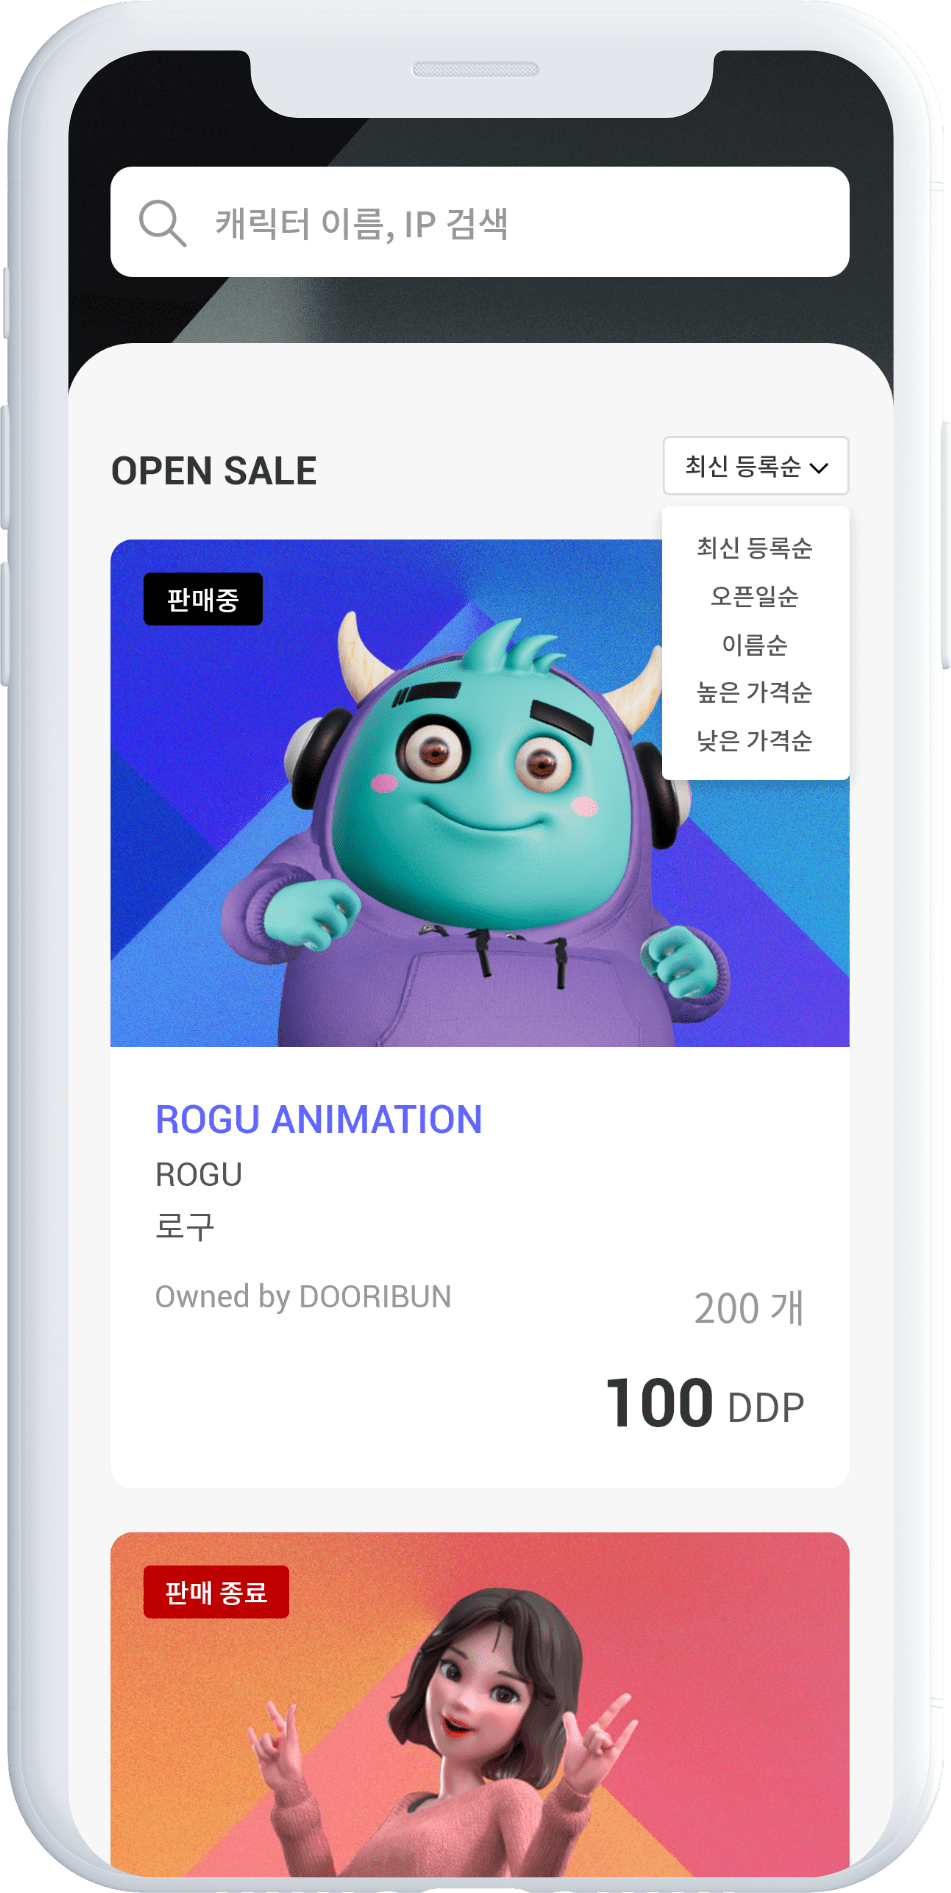 캐릭터 이름, IP 검색
OPEN SALE
최신 등록순
최신 등록순
오픈일순
이름순
높은 가격순
낮은 가격순
판매중
ROGU ANIMATION
ROGU
로구
Owned by DOORIBUN
200 개
100 DDP
판매 종료